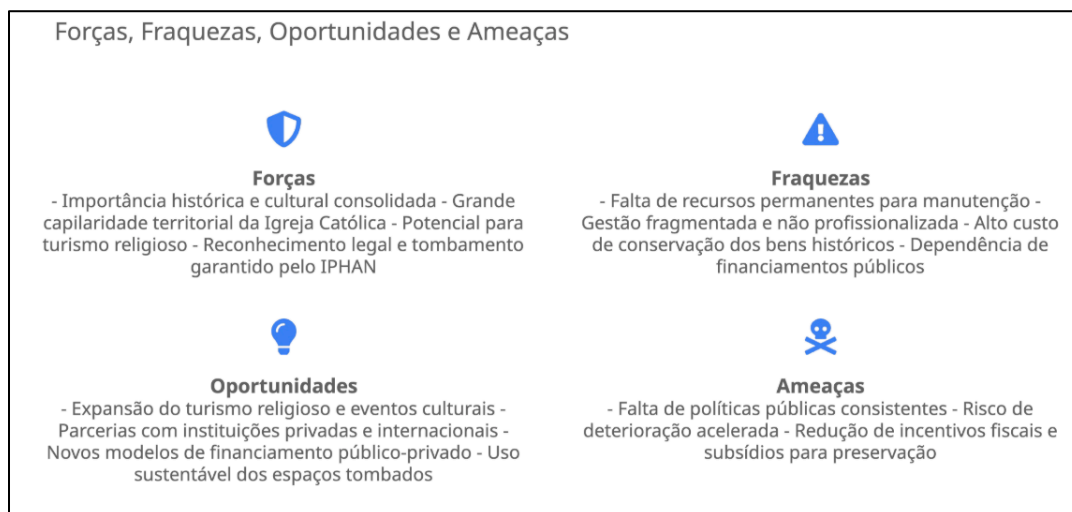 Forças, Fraquezas, Oportunidades e Ameaças
Forças
- Importância histórica e cultural consolidada - Grande
capilaridade territorial da Igreja Católica - Potencial para
turismo religioso - Reconhecimento legal e tombamento
garantido pelo IPHAN
Fraquezas
- Falta de recursos permanentes para manutenção -
Gestão fragmentada e não profissionalizada - Alto custo
de conservação dos bens históricos - Dependência de
financiamentos públicos
Oportunidades
- Expansão do turismo religioso e eventos culturais -
Parcerias com instituições privadas e internacionais -
Novos modelos de financiamento público-privado - Uso
sustentável dos espaços tombados
Ameaças
- Falta de políticas públicas consistentes - Risco de
deterioração acelerada - Redução de incentivos fiscais e
subsídios para preservação